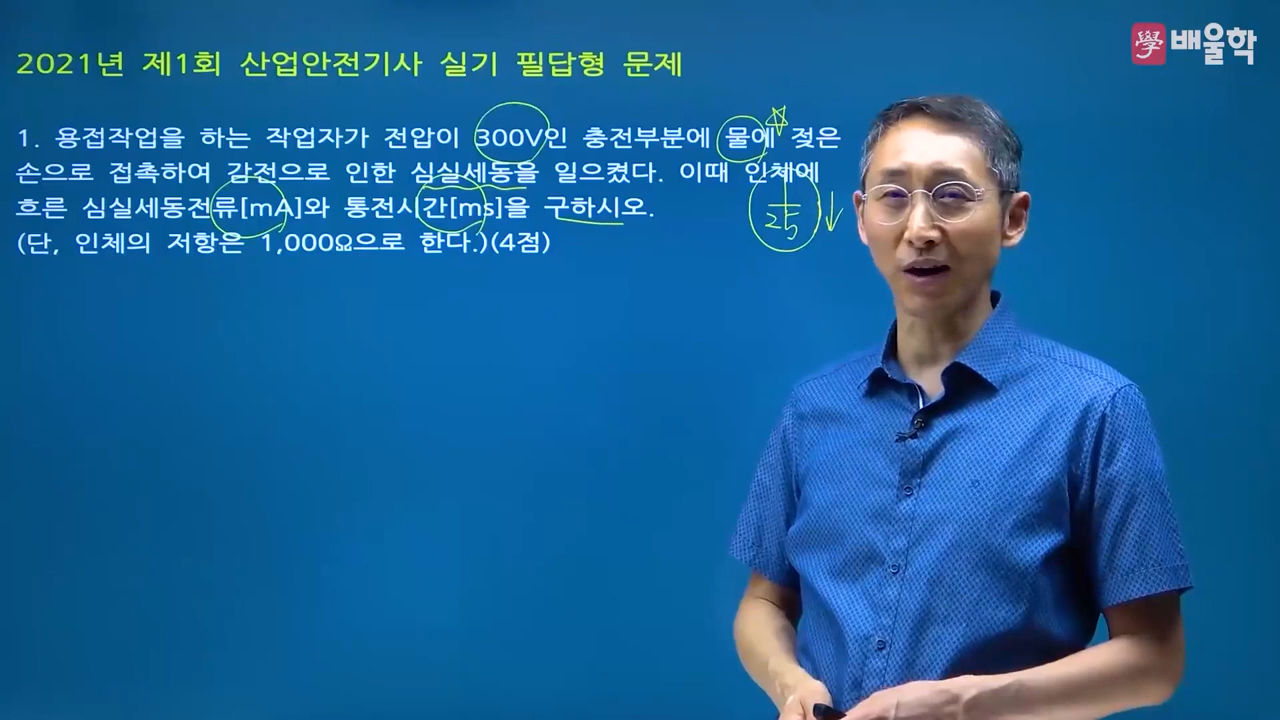 學 배울학
2021년 제1회 산업안전기사 실기 필답형 문제
1. 용접작업을 하는 작업자가 전압이 300V인 충전부분에 물에 젖은
손으로 접촉하여 감전으로 인한 심실세동을 일으켰다. 이때 인체에
흐른 심실세동전류[mA]와 통전시간[ms]을 구하시오.
(단, 인체의 저항은 1,000Ω으로 한다.)(4점)
1
25